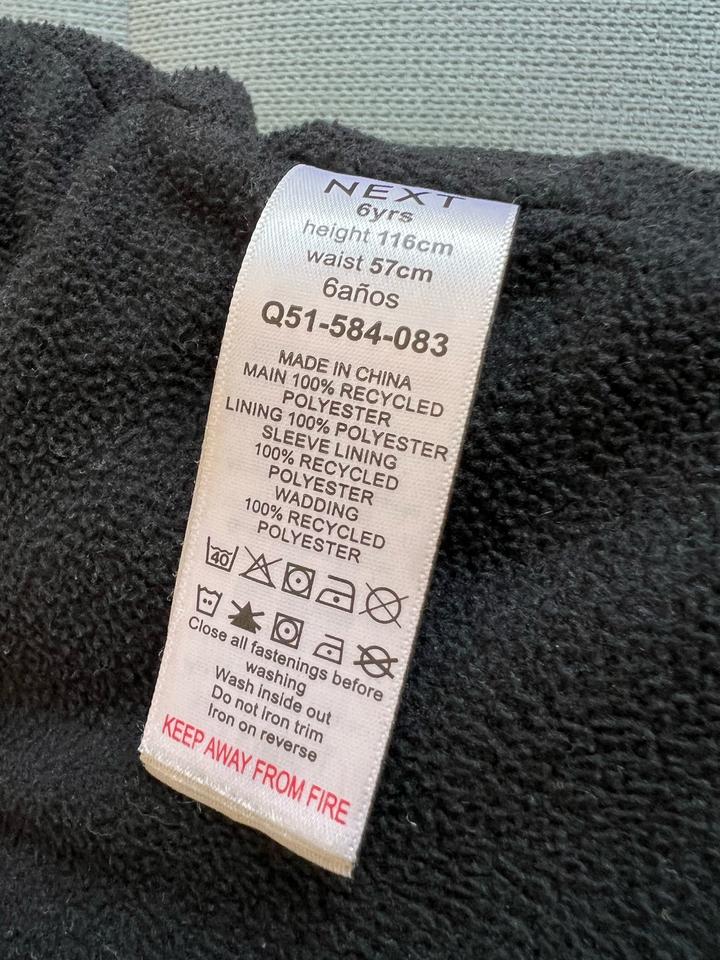 NEXT
6yrs
height 116cm
waist 57cm
6años
Q51-584-083
MADE IN CHINA
MAIN 100% RECYCLED
POLYESTER
LINING 100% POLYESTER
SLEEVE LINING
100% RECYCLED
POLYESTER
WADDING
100% RECYCLED
POLYESTER
40
Close all fastenings before
washing
Wash inside out
Do not iron trim
Iron on reverse
KEEP AWAY FROM FIRE